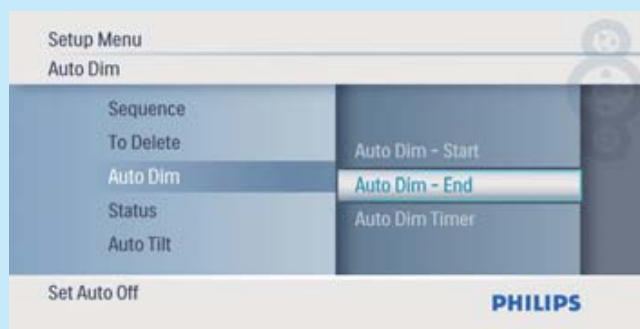 Setup Menu
Auto Dim
Sequence
To Delete
Auto Dim
Status
Auto Tilt
Auto Dim - Start
Auto Dim - End
Auto Dim Timer
Set Auto Off
PHILIPS